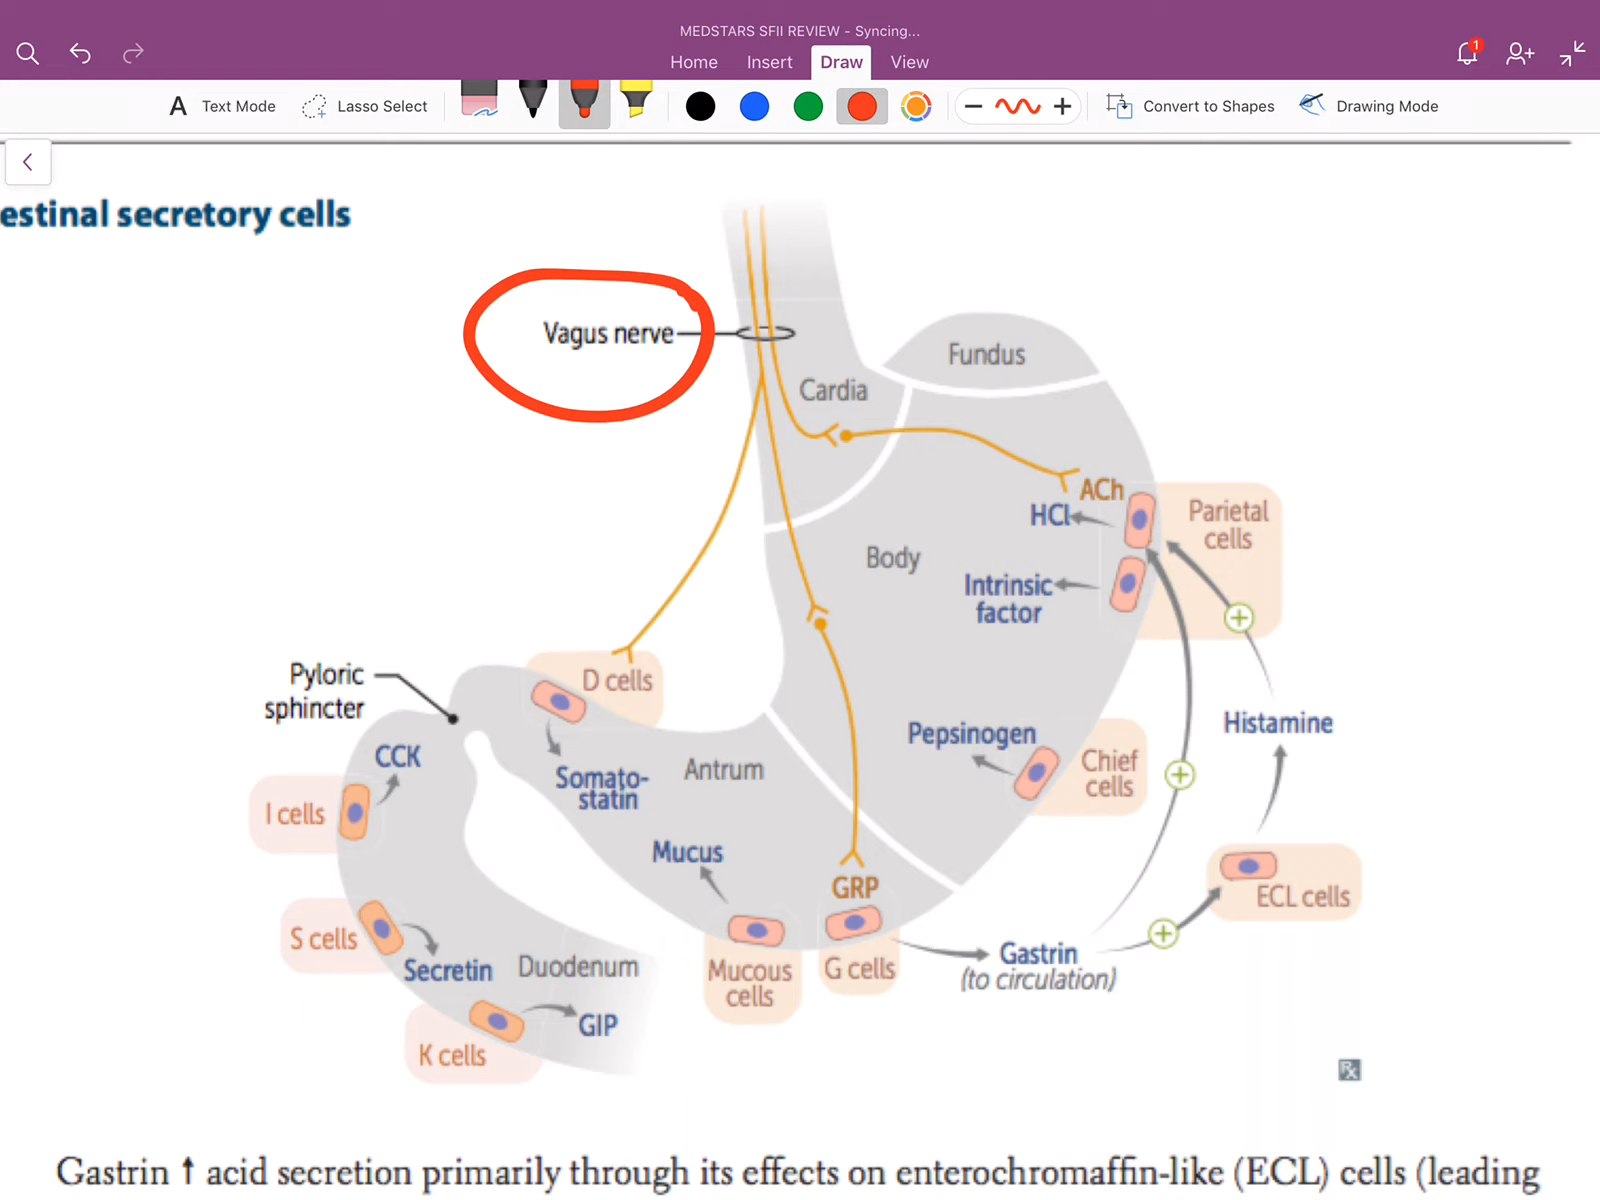 MEDSTARS SFII REVIEW - Syncing...
Home Insert Draw View
1
A Text Mode Lasso Select Convert to Shapes Drawing Mode
estinal secretory cells
Vagus nerve
Fundus
Cardia
ACh
HCl
Parietal
cells
Body
Intrinsic
factor
Pyloric
sphincter
D cells
CCK
Somato-
statin
Antrum
Pepsinogen
Chief
cells
Histamine
I cells
Mucus
GRP
ECL cells
S cells
Secretin
Duodenum
Mucous
cells
G cells
Gastrin
(to circulation)
GIP
K cells
Rx
Gastrin ↑ acid secretion primarily through its effects on enterochromaffin-like (ECL) cells (leading